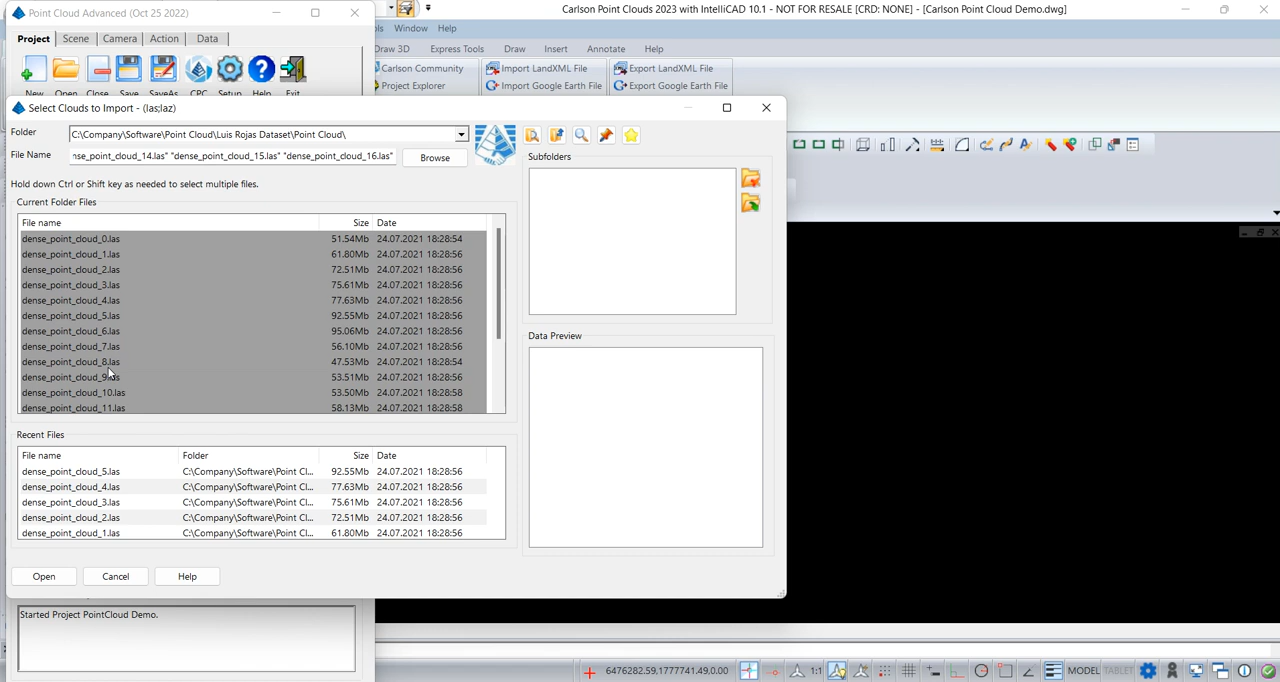 Point Cloud Advanced (Oct 25 2022)
Carlson Point Clouds 2023 with IntelliCAD 10.1 - NOT FOR RESALE [CRD: NONE] - [Carlson Point Cloud Demo.dwg]
Project Scene Camera Action Data
Window Help
Draw 3D Express Tools Draw Insert Annotate Help
New Open Close Save SaveAs CPC Setup Help Exit
Carlson Community Import LandXML File Export LandXML File
Project Explorer Import Google Earth File Export Google Earth File
Select Clouds to Import - (las;laz)
Folder C:\Company\Software\Point Cloud\Luis Rojas Dataset\Point Cloud\
File Name nse_point_cloud_14.las" "dense_point_cloud_15.las" "dense_point_cloud_16.las" Browse
Hold down Ctrl or Shift key as needed to select multiple files.
Current Folder Files
File name Size Date
dense_point_cloud_0.las 51.54Mb 24.07.2021 18:28:54
dense_point_cloud_1.las 61.80Mb 24.07.2021 18:28:56
dense_point_cloud_2.las 72.51Mb 24.07.2021 18:28:56
dense_point_cloud_3.las 75.61Mb 24.07.2021 18:28:56
dense_point_cloud_4.las 77.63Mb 24.07.2021 18:28:56
dense_point_cloud_5.las 92.55Mb 24.07.2021 18:28:56
dense_point_cloud_6.las 95.06Mb 24.07.2021 18:28:56
dense_point_cloud_7.las 56.10Mb 24.07.2021 18:28:56
dense_point_cloud_8.las 47.53Mb 24.07.2021 18:28:54
dense_point_cloud_9.las 53.51Mb 24.07.2021 18:28:56
dense_point_cloud_10.las 53.50Mb 24.07.2021 18:28:58
dense_point_cloud_11.las 58.13Mb 24.07.2021 18:28:58
Subfolders
Data Preview
Recent Files
File name Folder Size Date
dense_point_cloud_5.las C:\Company\Software\Point Cl... 92.55Mb 24.07.2021 18:28:56
dense_point_cloud_4.las C:\Company\Software\Point Cl... 77.63Mb 24.07.2021 18:28:56
dense_point_cloud_3.las C:\Company\Software\Point Cl... 75.61Mb 24.07.2021 18:28:56
dense_point_cloud_2.las C:\Company\Software\Point Cl... 72.51Mb 24.07.2021 18:28:56
dense_point_cloud_1.las C:\Company\Software\Point Cl... 61.80Mb 24.07.2021 18:28:56
Open Cancel Help
Started Project PointCloud Demo.
6476282.59,1777741.49,0.00 1:1 MODEL TABLET